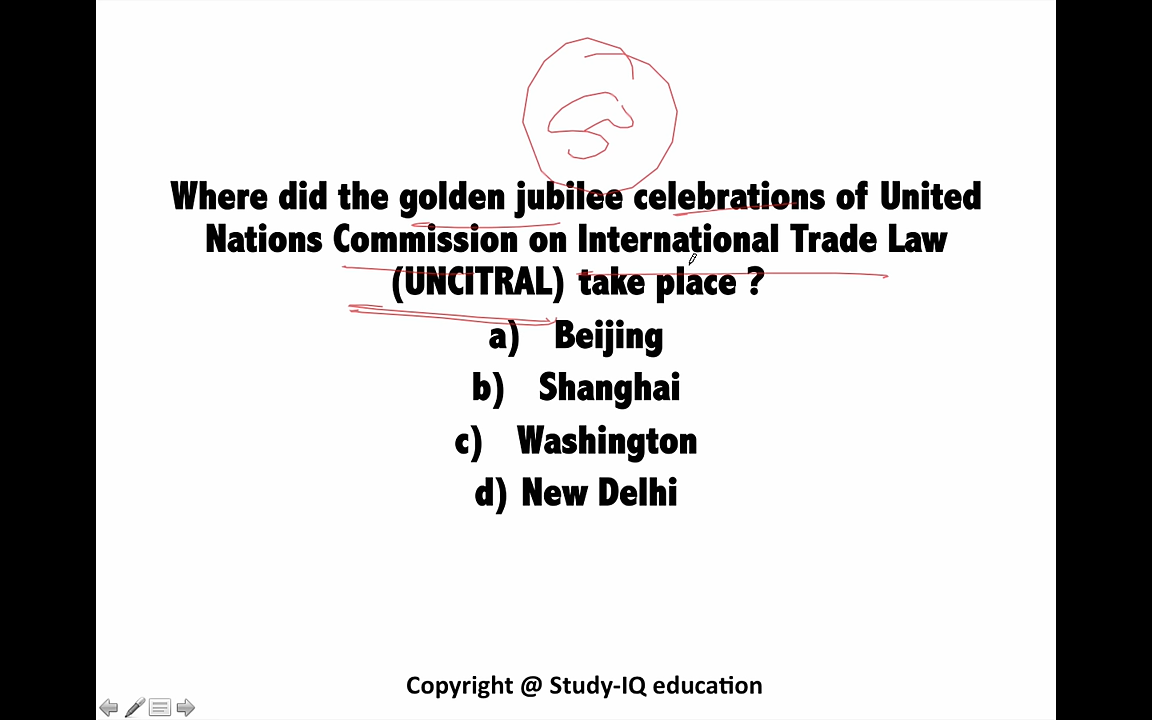 Where did the golden jubilee celebrations of United
Nations Commission on International Trade Law
(UNCITRAL) take place ?
a) Beijing
b) Shanghai
c) Washington
d) New Delhi
Copyright @ Study-IQ education